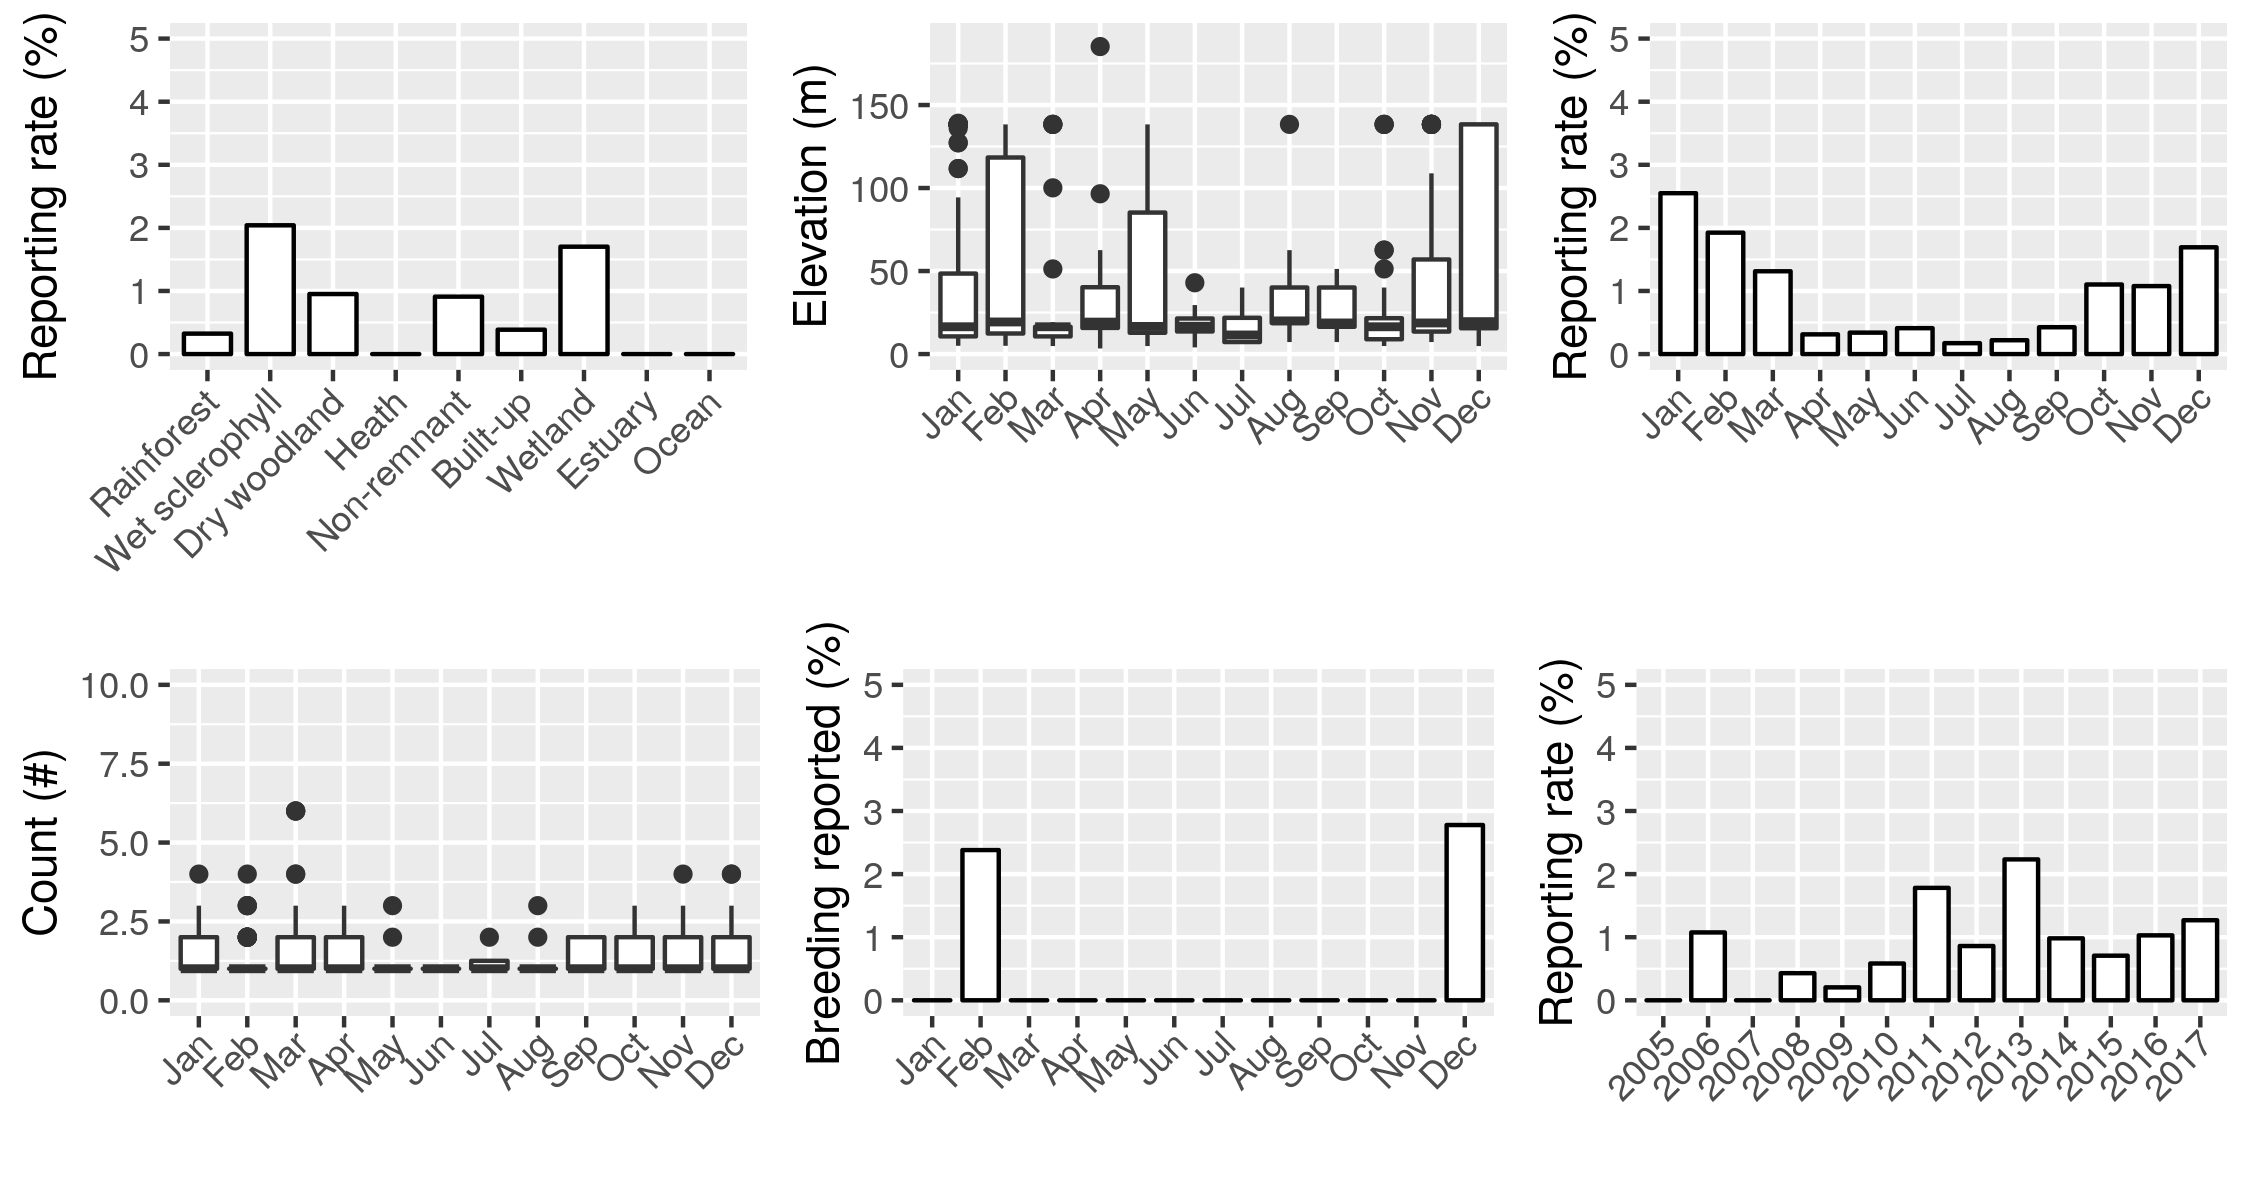 Reporting rate (%)
5
4
3
2
1
0
Rainforest
Wet sclerophyll
Dry woodland
Heath
Non-remnant
Built-up
Wetland
Estuary
Ocean
Elevation (m)
150
100
50
0
Jan
Feb
Mar
Apr
May
Jun
Jul
Aug
Sep
Oct
Nov
Dec
Reporting rate (%)
5
4
3
2
1
0
Jan
Feb
Mar
Apr
May
Jun
Jul
Aug
Sep
Oct
Nov
Dec
Count (#)
10.0
7.5
5.0
2.5
0.0
Jan
Feb
Mar
Apr
May
Jun
Jul
Aug
Sep
Oct
Nov
Dec
Breeding reported (%)
5
4
3
2
1
0
Jan
Feb
Mar
Apr
May
Jun
Jul
Aug
Sep
Oct
Nov
Dec
Reporting rate (%)
5
4
3
2
1
0
2005
2006
2007
2008
2009
2010
2011
2012
2013
2014
2015
2016
2017